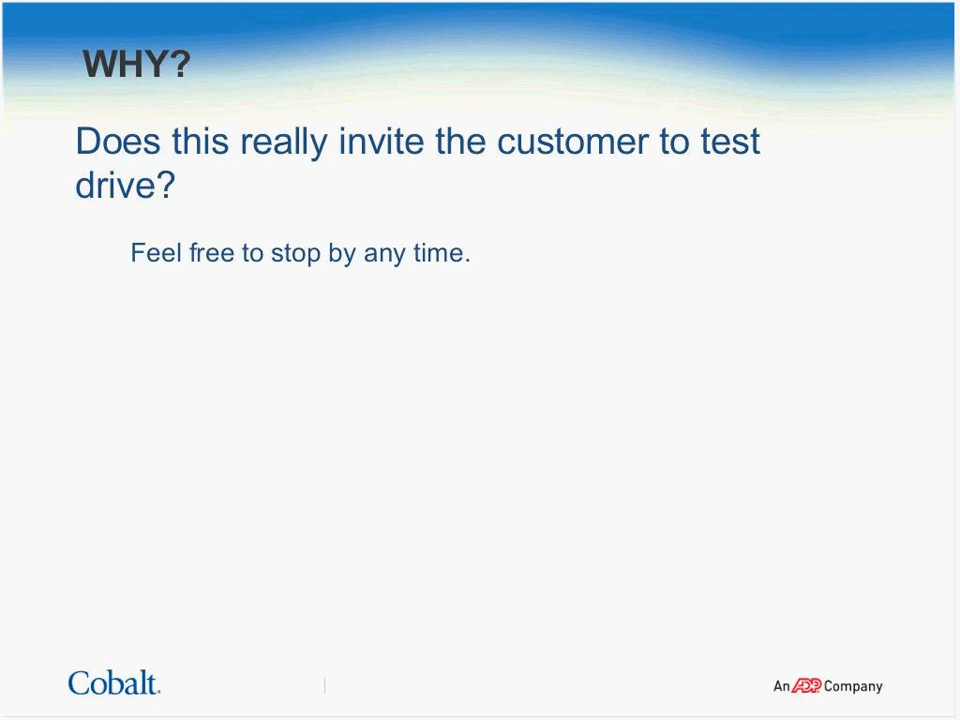 WHY?
Does this really invite the customer to test
drive?
Feel free to stop by any time.
Cobalt.
An ADP Company